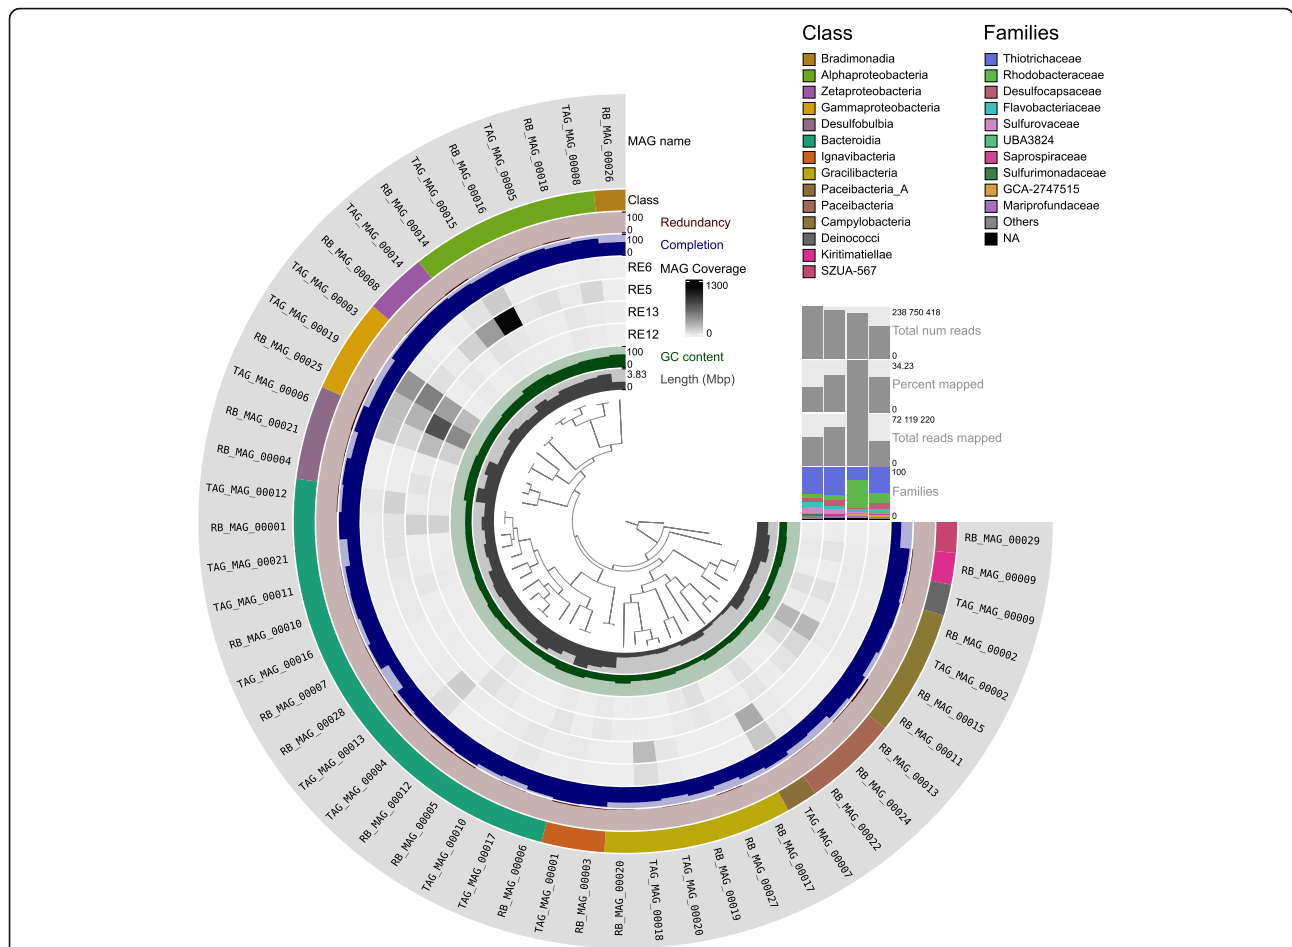 Class
Bradimonadia
Alphaproteobacteria
Zetaproteobacteria
Gammaproteobacteria
Desulfobulbia
Bacteroidia
Ignavibacteria
Gracilibacteria
Paceibacteria_A
Paceibacteria
Campylobacteria
Deinococci
Kiritimatiellae
SZUA-567
Families
Thiotrichaceae
Rhodobacteraceae
Desulfocapsaceae
Flavobacteriaceae
Sulfurovaceae
UBA3824
Saprospiraceae
Sulfurimonadaceae
GCA-2747515
Mariprofundaceae
Others
NA
MAG name
Class
100
0
Redundancy
100
0
Completion
RE6
MAG Coverage
RE5
1300
RE13
RE12
0
100
0
GC content
3.83
0
Length (Mbp)
238 750 418
Total num reads
0
34.23
Percent mapped
0
72 119 220
Total reads mapped
0
100
Families
0
RB_MAG_00026
TAG_MAG_00008
RB_MAG_00018
TAG_MAG_00005
RB_MAG_00016
TAG_MAG_00015
RB_MAG_00014
TAG_MAG_00014
RB_MAG_00008
TAG_MAG_00003
TAG_MAG_00019
RB_MAG_00025
TAG_MAG_00006
RB_MAG_00021
RB_MAG_00004
TAG_MAG_00012
RB_MAG_00001
TAG_MAG_00021
TAG_MAG_00011
RB_MAG_00010
TAG_MAG_00016
RB_MAG_00007
RB_MAG_00028
TAG_MAG_00013
TAG_MAG_00004
RB_MAG_00012
RB_MAG_00005
TAG_MAG_00010
TAG_MAG_00017
RB_MAG_00006
TAG_MAG_00001
RB_MAG_00003
RB_MAG_00020
TAG_MAG_00018
TAG_MAG_00020
RB_MAG_00019
RB_MAG_00027
RB_MAG_00017
TAG_MAG_00007
RB_MAG_00022
RB_MAG_00024
RB_MAG_00013
RB_MAG_00011
RB_MAG_00015
TAG_MAG_00002
RB_MAG_00002
TAG_MAG_00009
RB_MAG_00009
RB_MAG_00029